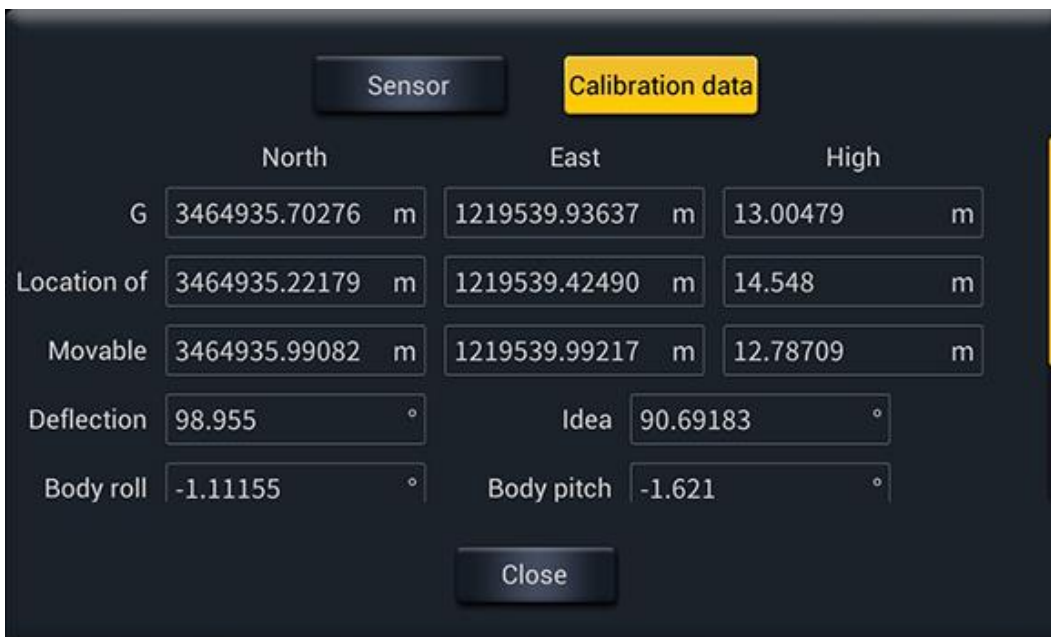 Sensor Calibration data
North East High
G 3464935.70276 m 1219539.93637 m 13.00479 m
Location of 3464935.22179 m 1219539.42490 m 14.548 m
Movable 3464935.99082 m 1219539.99217 m 12.78709 m
Deflection 98.955 ° Idea 90.69183 °
Body roll -1.11155 ° Body pitch -1.621 °
Close